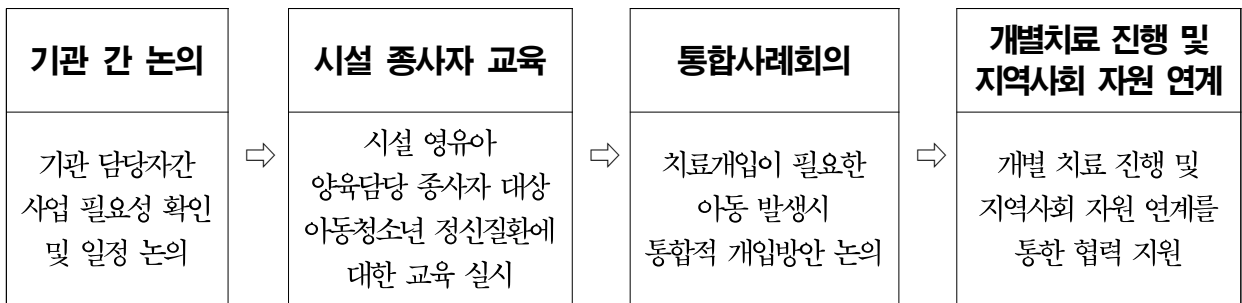 기관 간 논의
기관 담당자간
사업 필요성 확인
및 일정 논의
⇨
시설 종사자 교육
시설 영유아
양육담당 종사자 대상
아동청소년 정신질환에
대한 교육 실시
⇨
통합사례회의
치료개입이 필요한
아동 발생시
통합적 개입방안 논의
⇨
개별치료 진행 및
지역사회 자원 연계
개별 치료 진행 및
지역사회 자원 연계를
통한 협력 지원